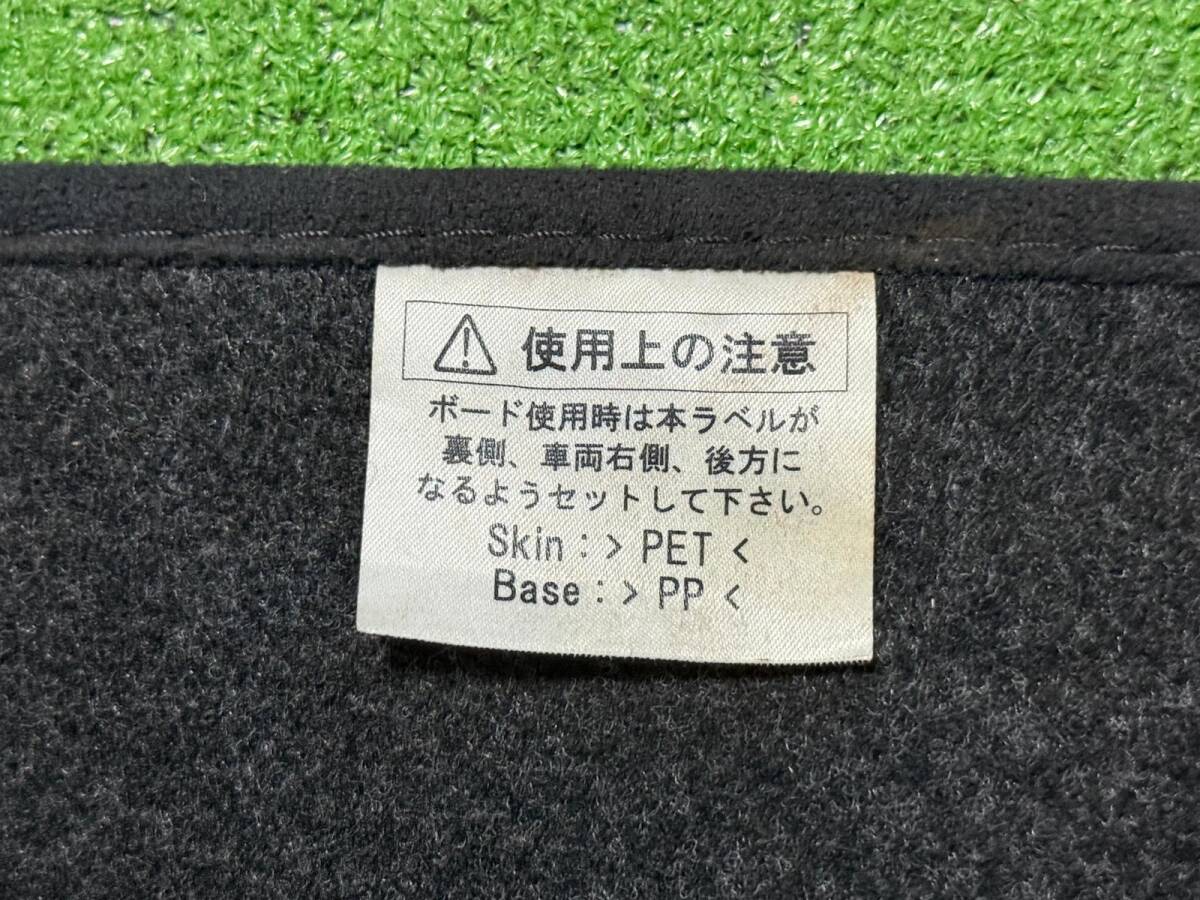 使用上の注意
ボード使用時は本ラベルが
裏側、車両右側、後方に
なるようセットして下さい。
Skin：> PET <
Base：> PP <